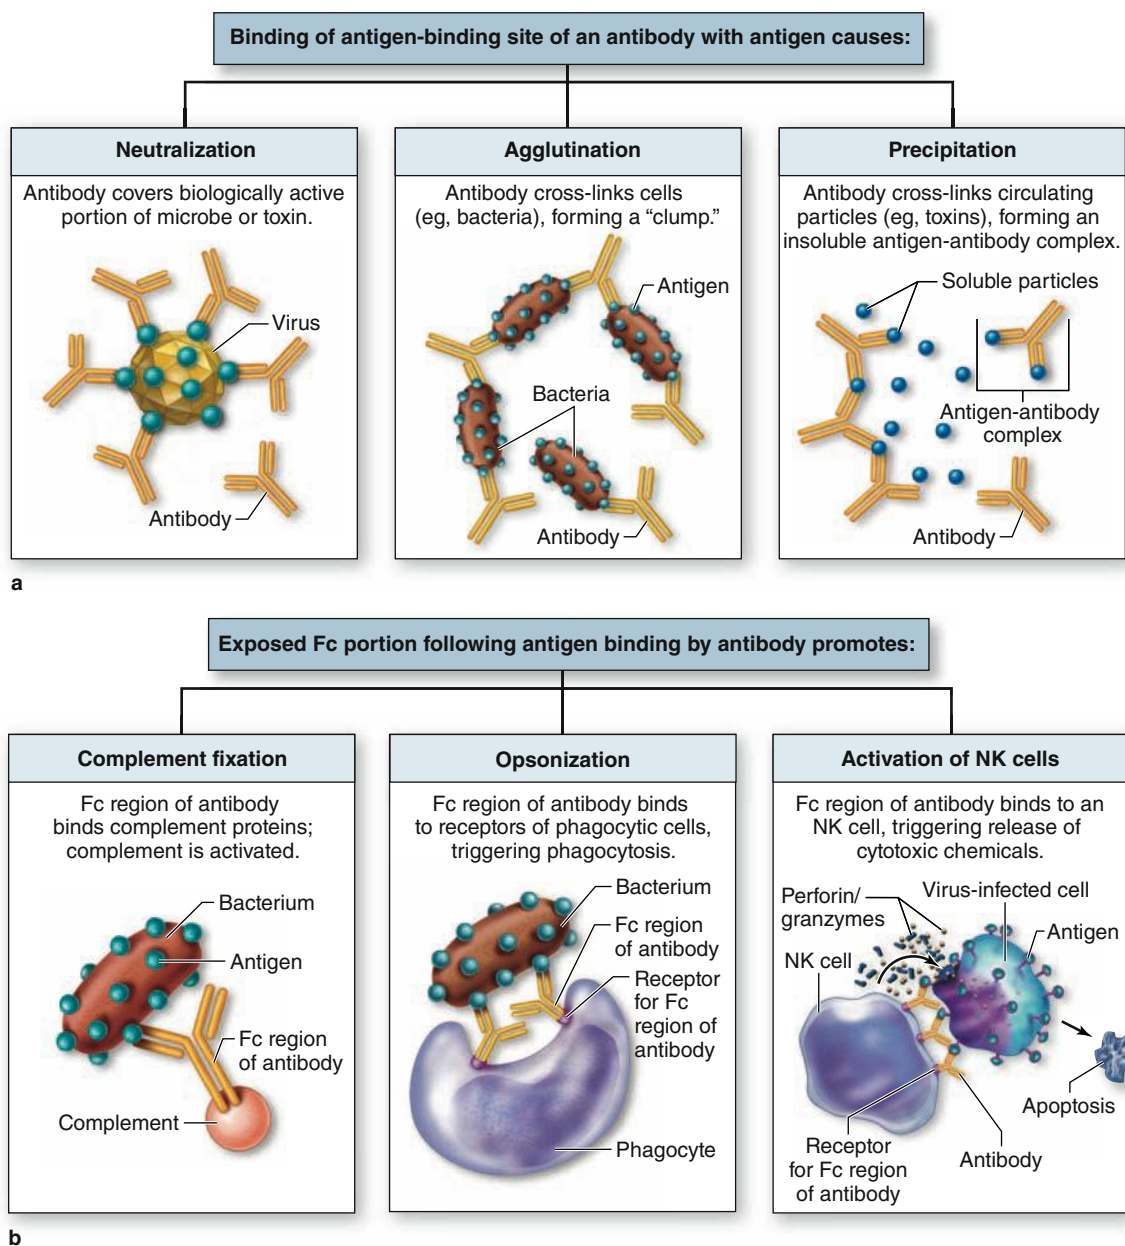 Binding of antigen-binding site of an antibody with antigen causes:
Neutralization
Antibody covers biologically active
portion of microbe or toxin.
Virus
Antibody
Agglutination
Antibody cross-links cells
(eg, bacteria), forming a “clump.”
Antigen
Bacteria
Antibody
Precipitation
Antibody cross-links circulating
particles (eg, toxins), forming an
insoluble antigen-antibody complex.
Soluble particles
Antigen-antibody
complex
Antibody
a
Exposed Fc portion following antigen binding by antibody promotes:
Complement fixation
Fc region of antibody
binds complement proteins;
complement is activated.
Bacterium
Antigen
Fc region
of antibody
Complement
Opsonization
Fc region of antibody binds
to receptors of phagocytic cells,
triggering phagocytosis.
Bacterium
Fc region
of antibody
Receptor
for Fc
region of
antibody
Phagocyte
Activation of NK cells
Fc region of antibody binds to an
NK cell, triggering release of
cytotoxic chemicals.
Perforin/
granzymes
Virus-infected cell
Antigen
NK cell
Apoptosis
Receptor
for Fc region
of antibody
Antibody
b